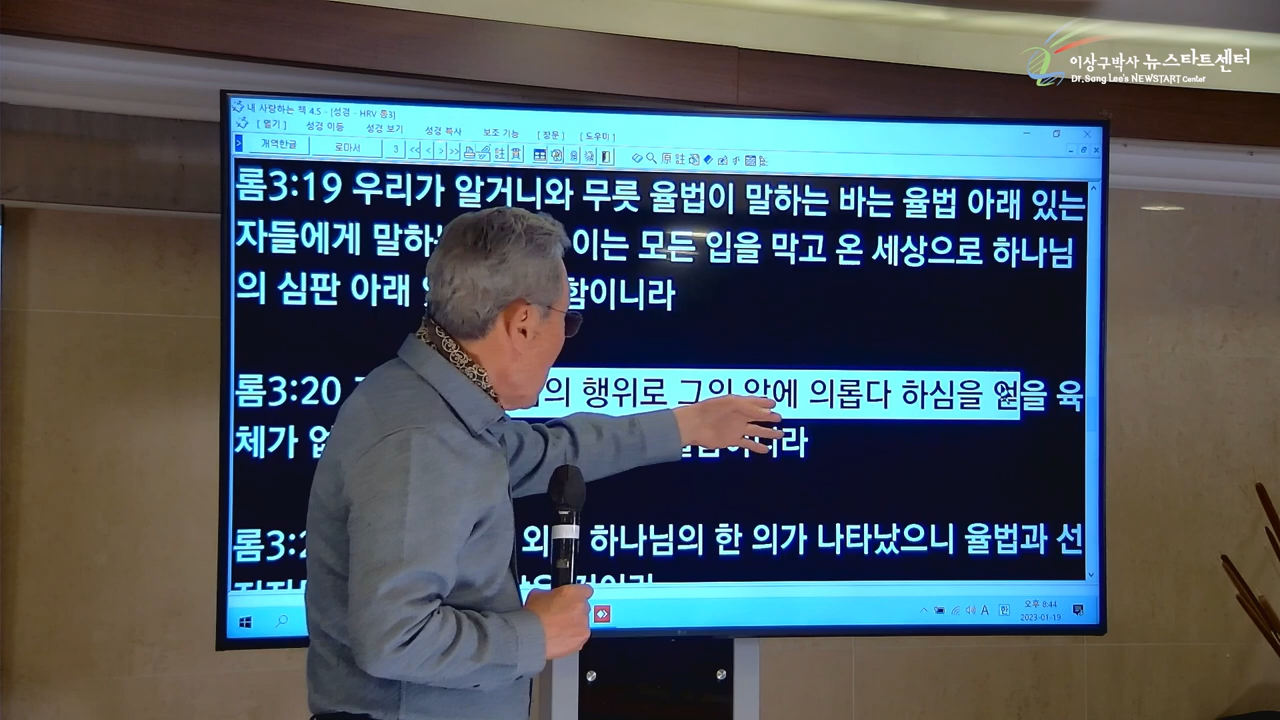 이상구박사 뉴스타트센터
Dr. Sang Lee's NEWSTART Center
내 사랑하는 책 4.5 - [성경 - HRV 롬3]
[ 열기 ] 성경 이동 성경 보기 성경 복사 보조 기능 [ 창문 ] [ 도우미 ]
개역한글 로마서 3 << < > >>
롬3:19 우리가 알거니와 무릇 율법이 말하는 바는 율법 아래 있는
자들에게 이는 모든 입을 막고 온 세상으로 하나님
의 심판 아래 함이니라
롬3:20 의 행위로 그의 앞에 의롭다 하심을 얻을 육
체가
외 하나님의 한 의가 나타났으니 율법과 선
A 한 오후 8:44
2023-01-19
LG